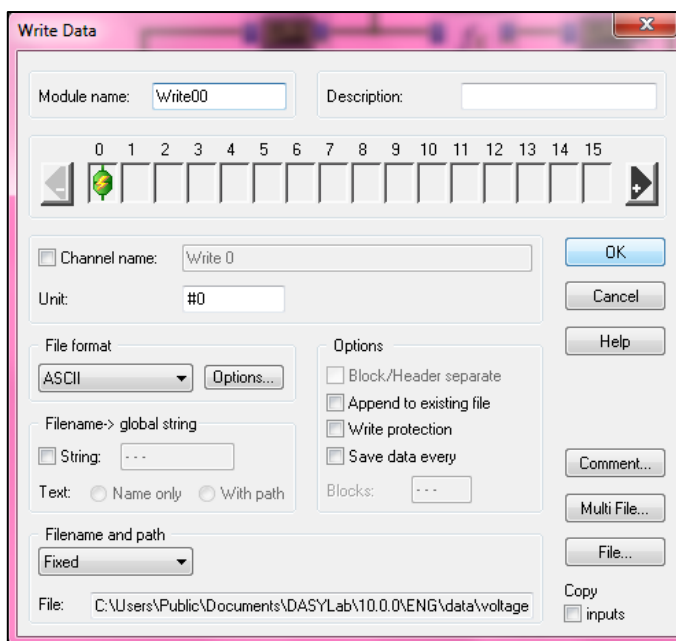 Write Data
Module name: Write00 Description:
0 1 2 3 4 5 6 7 8 9 10 11 12 13 14 15
Channel name: Write 0
Unit: #0
OK
Cancel
Help
File format
ASCII Options...
Options
Block/Header separate
Append to existing file
Write protection
Save data every
Blocks: - - -
Filename-> global string
String: - - -
Text: Name only With path
Comment...
Multi File...
File...
Filename and path
Fixed
File: C:\Users\Public\Documents\DASYLab\10.0.0\ENG\data\voltage
Copy
inputs